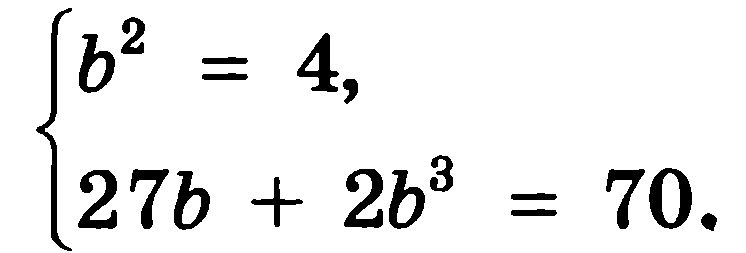 b² = 4,
27b + 2b³ = 70.